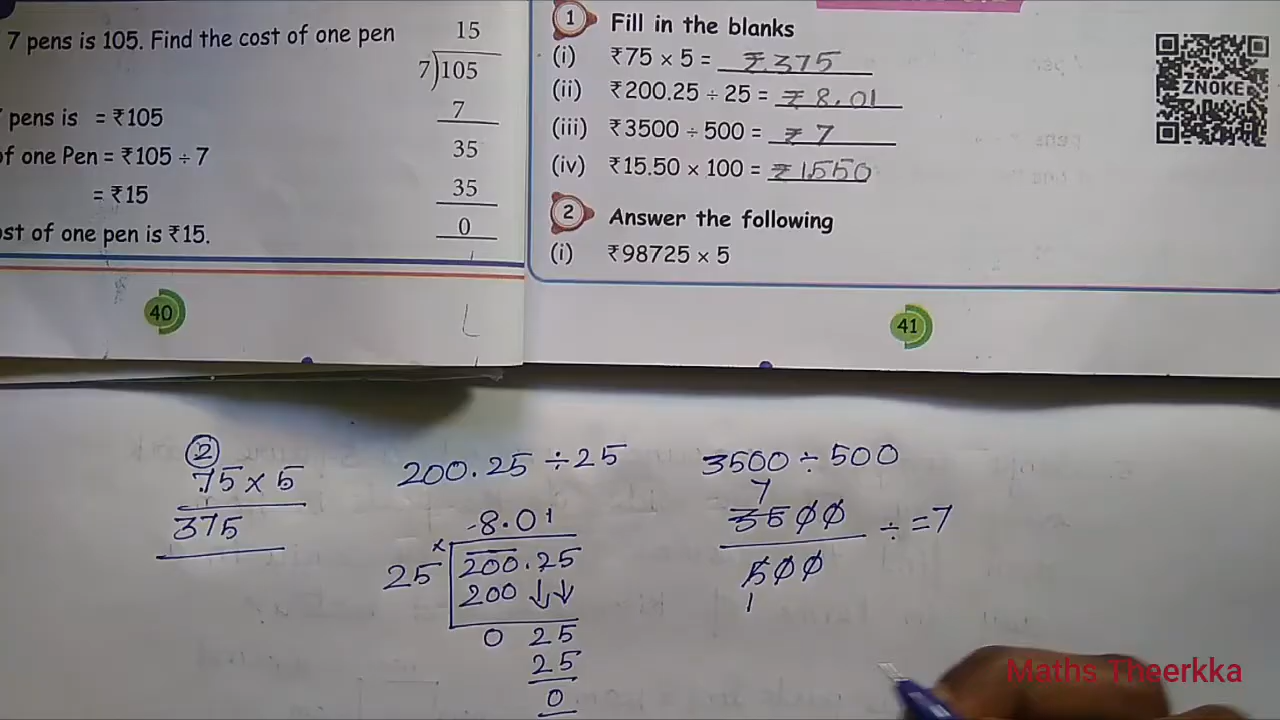 7 pens is 105. Find the cost of one pen
15
7)105
7
35
35
0
pens is = ₹105
of one Pen = ₹105 ÷ 7
= ₹15
ost of one pen is ₹15.
40
1 Fill in the blanks
(i) ₹75 × 5 = ₹375
(ii) ₹200.25 ÷ 25 = ₹8.01
(iii) ₹3500 ÷ 500 = ₹7
(iv) ₹15.50 × 100 = ₹1550
2 Answer the following
(i) ₹98725 × 5
ZNOKE
41
2
75 × 5
375
200.25 ÷ 25
8.01
25 200.25
200 ↓↓
0 25
25
0
3500 ÷ 500
7
3500 ÷ = 7
500
1
Maths Theerkka